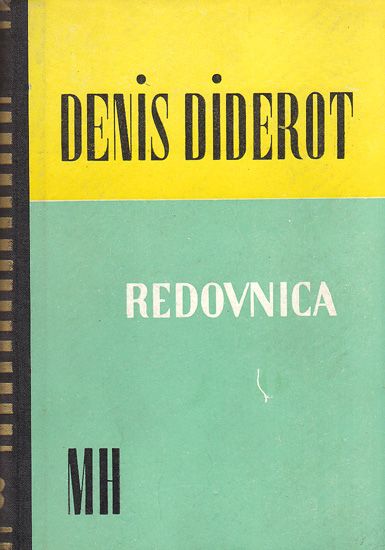 DENIS DIDEROT
REDOVNICA
MH